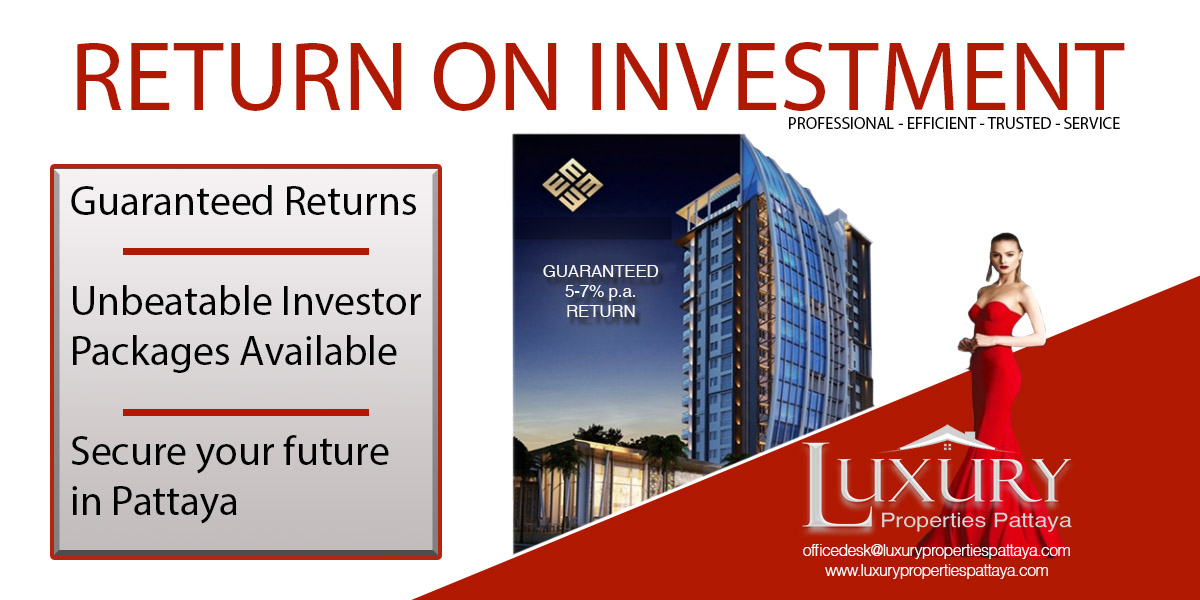 RETURN ON INVESTMENT
PROFESSIONAL - EFFICIENT - TRUSTED - SERVICE
Guaranteed Returns
Unbeatable Investor
Packages Available
Secure your future
in Pattaya
GUARANTEED
5-7% p.a.
RETURN
LUXURY
Properties Pattaya
officedesk@luxurypropertiespattaya.com
www.luxurypropertiespattaya.com